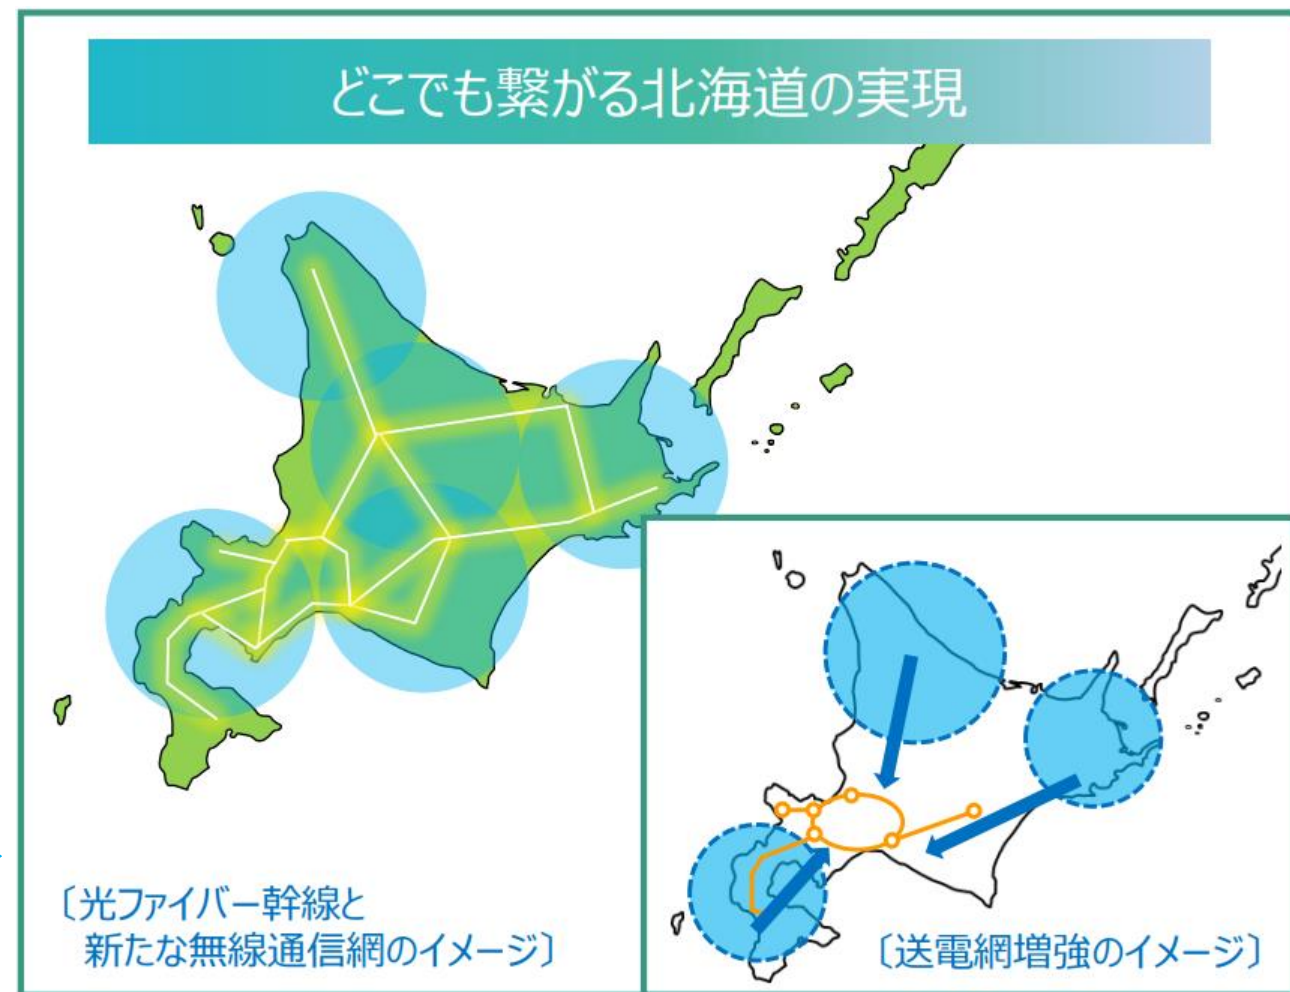 どこでも繋がる北海道の実現
〔光ファイバー幹線と
新たな無線通信網のイメージ〕
〔送電網増強のイメージ〕